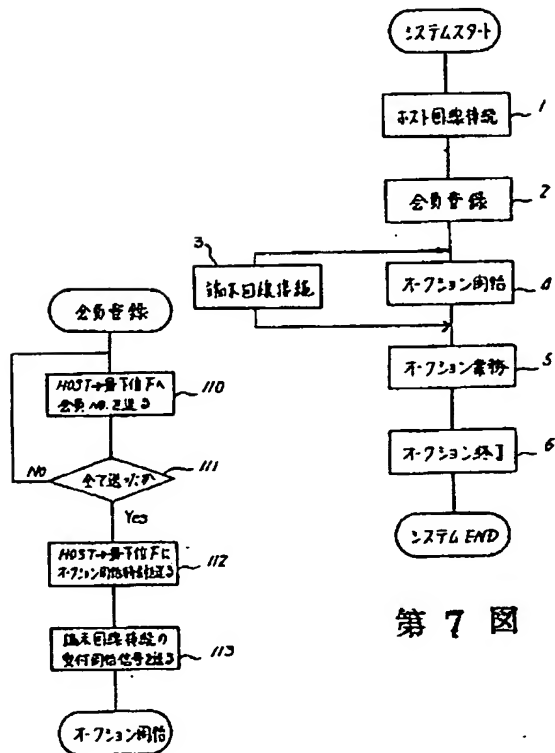 システムスタート
ホスト回線接続
1
会員登録
2
3
端末回線接続
オークション開始
4
オークション業務
5
オークション終了
6
システムEND
第7図
会員登録
HOST→最下位下へ
会員NO.を送る
110
全て送ったか
111
No
Yes
HOST→最下位下に
オークション開始時刻を送る
112
端末回線接続の
受付開始信号を送る
113
オークション開始